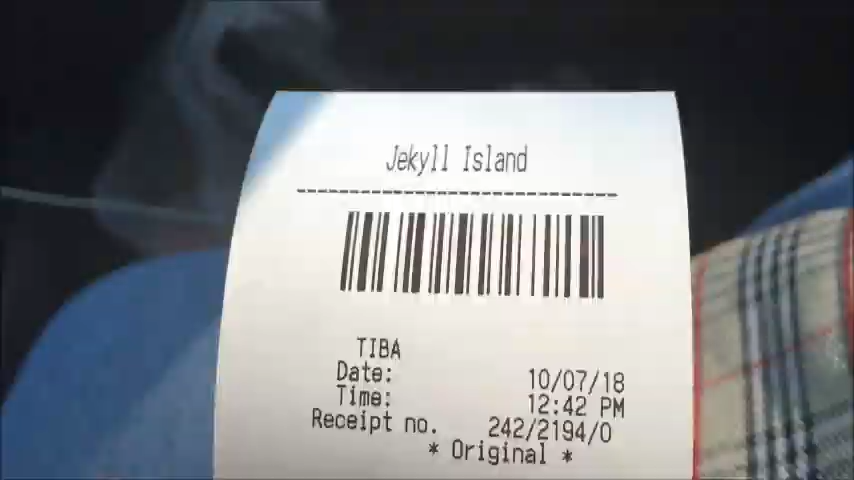 Jekyll Island
TIBA
Date: 10/07/18
Time: 12:42 PM
Receipt no. 242/2194/0
* Original *